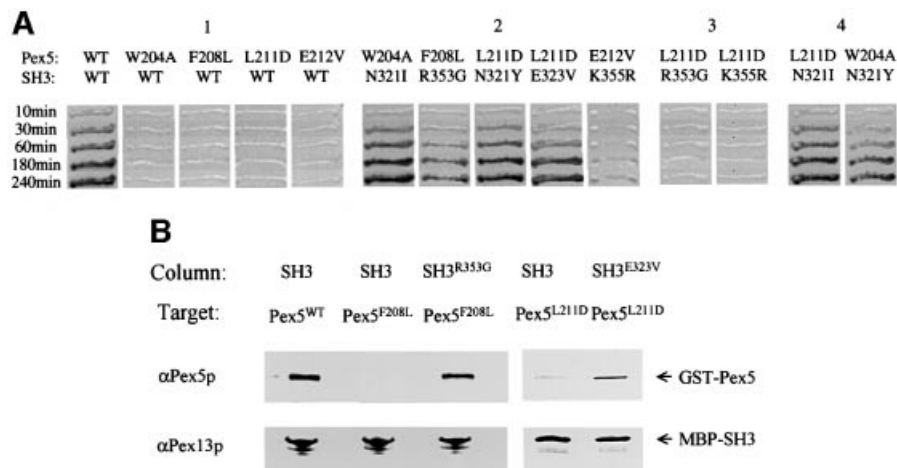 A
1 2 3 4
Pex5: WT W204A F208L L211D E212V W204A F208L L211D L211D E212V L211D L211D L211D W204A
SH3: WT WT WT WT WT N321I R353G N321Y E323V K355R R353G K355R N321I N321Y
10min
30min
60min
180min
240min
B
Column: SH3 SH3 SH3R353G SH3 SH3E323V
Target: Pex5WT Pex5F208L Pex5F208L Pex5L211D Pex5L211D
αPex5p ← GST-Pex5
αPex13p ← MBP-SH3